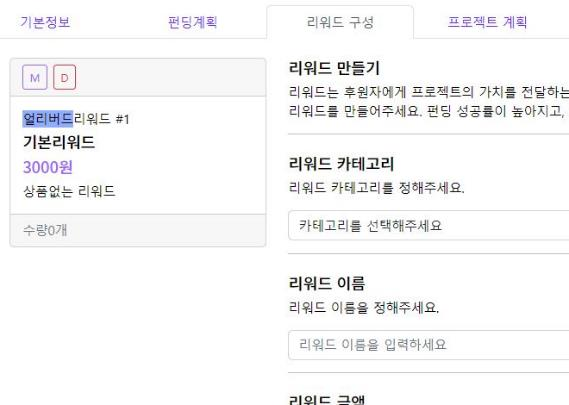 기본정보
펀딩계획
리워드 구성
프로젝트 계획
M D
얼리버드리워드 #1
기본리워드
3000원
상품없는 리워드
수량0개
리워드 만들기
리워드는 후원자에게 프로젝트의 가치를 전달하는
리워드를 만들어주세요. 펀딩 성공률이 높아지고,
리워드 카테고리
리워드 카테고리를 정해주세요.
카테고리를 선택해주세요
리워드 이름
리워드 이름을 정해주세요.
리워드 이름을 입력하세요
리워드 금액